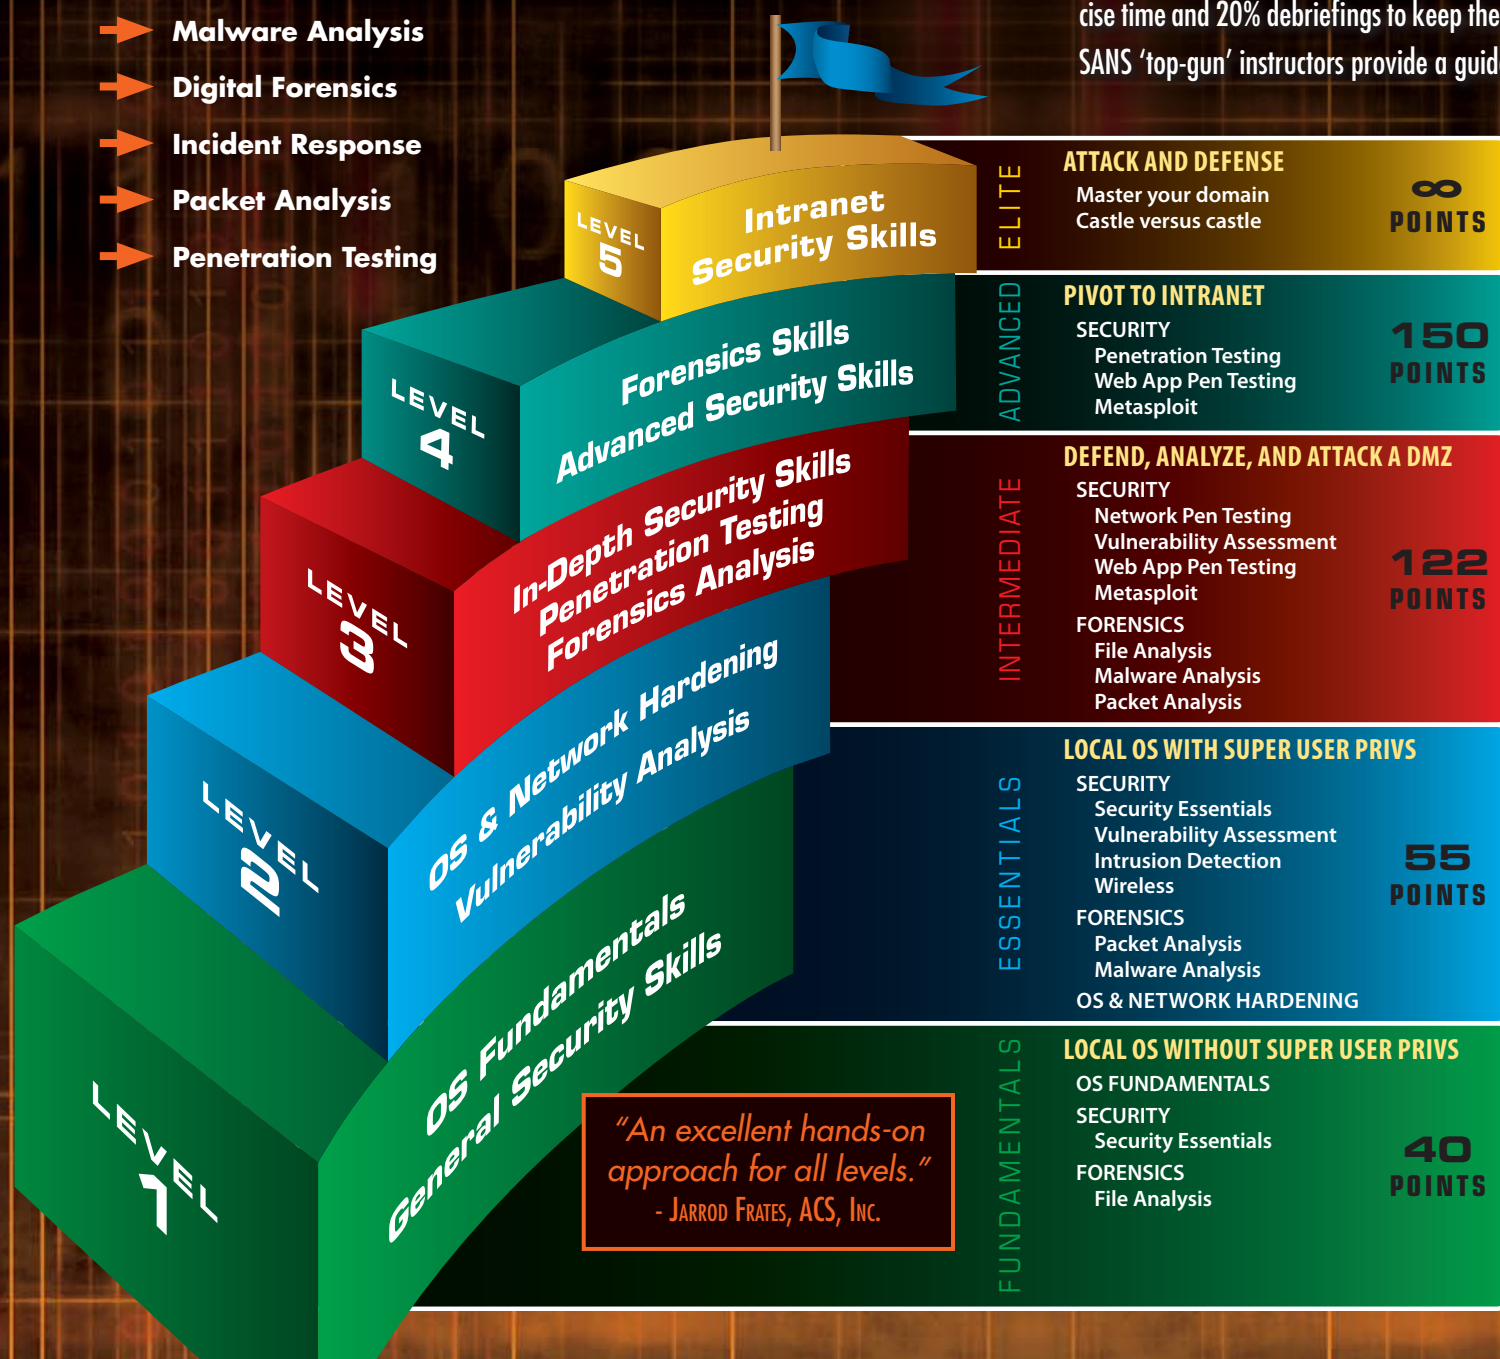 Malware Analysis
Digital Forensics
Incident Response
Packet Analysis
Penetration Testing
cise time and 20% debriefings to keep the
SANS ‘top-gun’ instructors provide a guid
LEVEL
5
Intranet
Security Skills
ELITE
ATTACK AND DEFENSE
Master your domain
Castle versus castle
∞
POINTS
LEVEL
4
Forensics Skills
Advanced Security Skills
ADVANCED
PIVOT TO INTRANET
SECURITY
Penetration Testing
Web App Pen Testing
Metasploit
150
POINTS
LEVEL
3
In-Depth Security Skills
Penetration Testing
Forensics Analysis
INTERMEDIATE
DEFEND, ANALYZE, AND ATTACK A DMZ
SECURITY
Network Pen Testing
Vulnerability Assessment
Web App Pen Testing
Metasploit
FORENSICS
File Analysis
Malware Analysis
Packet Analysis
122
POINTS
LEVEL
2
OS & Network Hardening
Vulnerability Analysis
ESSENTIALS
LOCAL OS WITH SUPER USER PRIVS
SECURITY
Security Essentials
Vulnerability Assessment
Intrusion Detection
Wireless
FORENSICS
Packet Analysis
Malware Analysis
OS & NETWORK HARDENING
55
POINTS
LEVEL
1
OS Fundamentals
General Security Skills
FUNDAMENTALS
LOCAL OS WITHOUT SUPER USER PRIVS
OS FUNDAMENTALS
SECURITY
Security Essentials
FORENSICS
File Analysis
40
POINTS
“An excellent hands-on
approach for all levels.”
- Jarrod Frates, ACS, Inc.